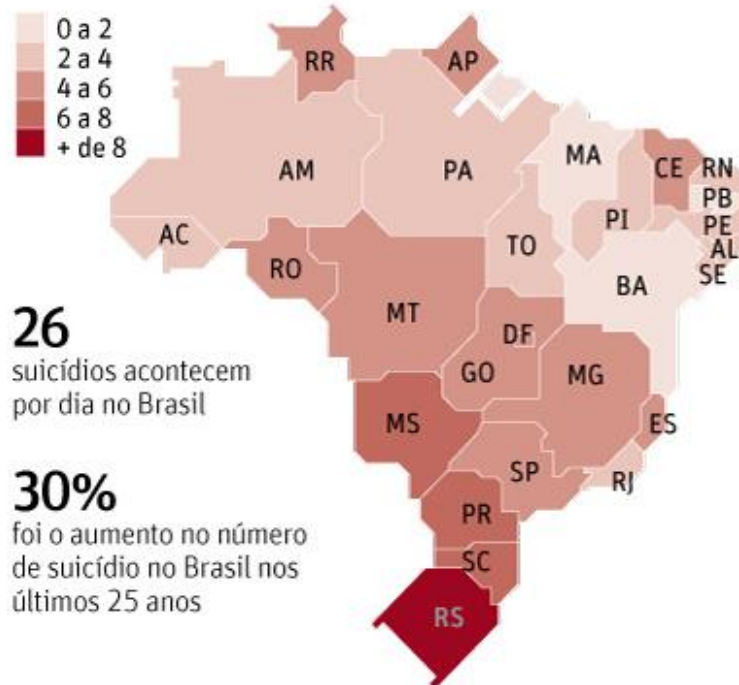 0 a 2
2 a 4
4 a 6
6 a 8
+ de 8
RR
AP
AM
PA
MA
CE
RN
PB
PE
AL
SE
PI
AC
TO
RO
BA
MT
DF
GO
MG
MS
ES
SP
RJ
PR
SC
RS
26
suicídios acontecem
por dia no Brasil
30%
foi o aumento no número
de suicídio no Brasil nos
últimos 25 anos